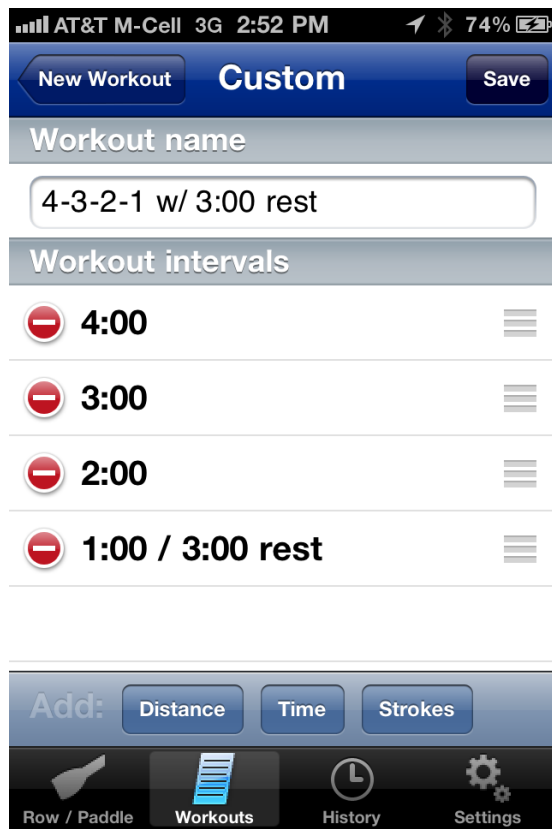 AT&T M-Cell 3G 2:52 PM 74%
New Workout Custom Save
Workout name
4-3-2-1 w/ 3:00 rest
Workout intervals
4:00
3:00
2:00
1:00 / 3:00 rest
Add: Distance Time Strokes
Row / Paddle Workouts History Settings